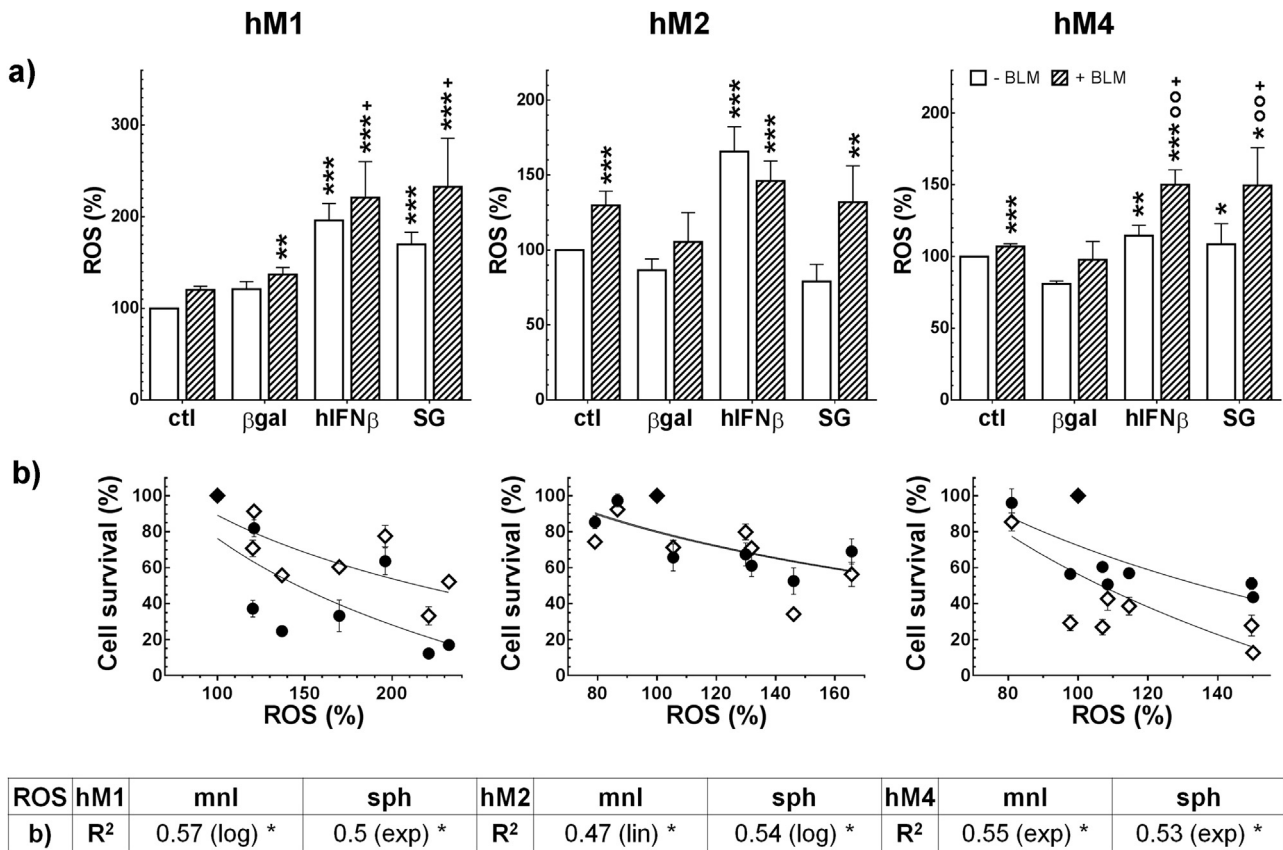 hM1 hM2 hM4
a)
ROS (%)
300
200
100
0
*** *** + *** *** + **
ctl βgal hIFNβ SG
ROS (%)
200
150
100
50
0
*** *** *** **
ctl βgal hIFNβ SG
- BLM + BLM
ROS (%)
200
150
100
50
0
*** ** ***oo+ * *oo+
ctl βgal hIFNβ SG
b)
Cell survival (%)
100
80
60
40
20
0
100 150 200
ROS (%)
Cell survival (%)
100
80
60
40
20
0
80 100 120 140 160
ROS (%)
Cell survival (%)
100
80
60
40
20
0
80 100 120 140
ROS (%)
ROS hM1 mnl sph hM2 mnl sph hM4 mnl sph
b) R² 0.57 (log) * 0.5 (exp) * R² 0.47 (lin) * 0.54 (log) * R² 0.55 (exp) * 0.53 (exp) *